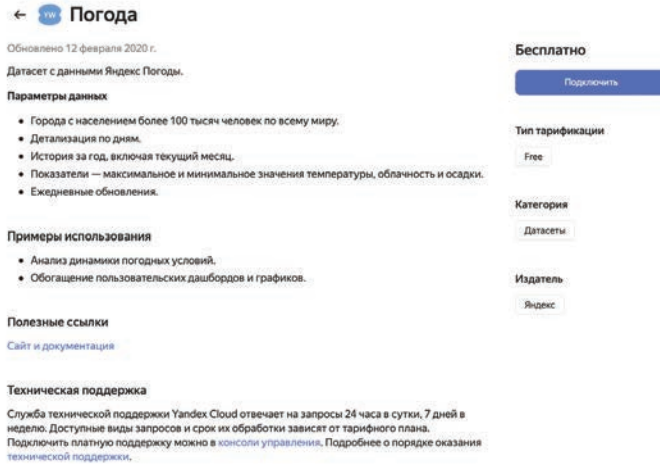 ← YW Погода
Обновлено 12 февраля 2020 г.
Датасет с данными Яндекс Погоды.
Параметры данных
• Города с населением более 100 тысяч человек по всему миру.
• Детализация по дням.
• История за год, включая текущий месяц.
• Показатели — максимальное и минимальное значения температуры, облачность и осадки.
• Ежедневные обновления.
Примеры использования
• Анализ динамики погодных условий.
• Обогащение пользовательских дашбордов и графиков.
Полезные ссылки
Сайт и документация
Техническая поддержка
Служба технической поддержки Yandex Cloud отвечает на запросы 24 часа в сутки, 7 дней в
неделю. Доступные виды запросов и срок их обработки зависят от тарифного плана.
Подключить платную поддержку можно в консоли управления. Подробнее о порядке оказания
технической поддержки.
Бесплатно
Подключить
Тип тарификации
Free
Категория
Датасеты
Издатель
Яндекс